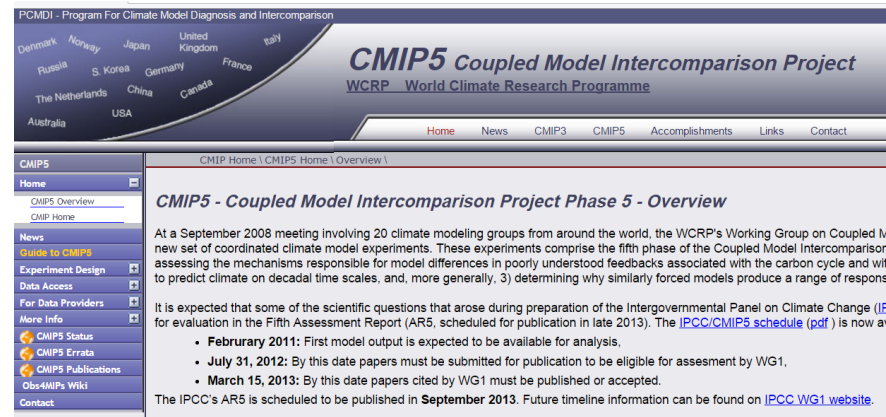 PCMDI - Program For Climate Model Diagnosis and Intercomparison
Denmark Norway Japan United Kingdom Italy
Russia S. Korea Germany France
The Netherlands China Canada
USA
Australia
CMIP5 Coupled Model Intercomparison Project
WCRP World Climate Research Programme
Home News CMIP3 CMIP5 Accomplishments Links Contact
CMIP5
Home
CMIP5 Overview
CMIP Home
News
Guide to CMIP5
Experiment Design
Data Access
For Data Providers
More Info
CMIP5 Status
CMIP5 Errata
CMIP5 Publications
Obs4MIPs Wiki
Contact
CMIP Home \ CMIP5 Home \ Overview \
CMIP5 - Coupled Model Intercomparison Project Phase 5 - Overview
At a September 2008 meeting involving 20 climate modeling groups from around the world, the WCRP's Working Group on Coupled
new set of coordinated climate model experiments. These experiments comprise the fifth phase of the Coupled Model Intercomparison
assessing the mechanisms responsible for model differences in poorly understood feedbacks associated with the carbon cycle and
to predict climate on decadal time scales, and, more generally, 3) determining why similarly forced models produce a range of
It is expected that some of the scientific questions that arose during preparation of the Intergovernmental Panel on Climate Change
for evaluation in the Fifth Assessment Report (AR5, scheduled for publication in late 2013). The IPCC/CMIP5 schedule (pdf ) is now
• Februrary 2011: First model output is expected to be available for analysis,
• July 31, 2012: By this date papers must be submitted for publication to be eligible for assesment by WG1,
• March 15, 2013: By this date papers cited by WG1 must be published or accepted.
The IPCC's AR5 is scheduled to be published in September 2013. Future timeline information can be found on IPCC WG1 website.